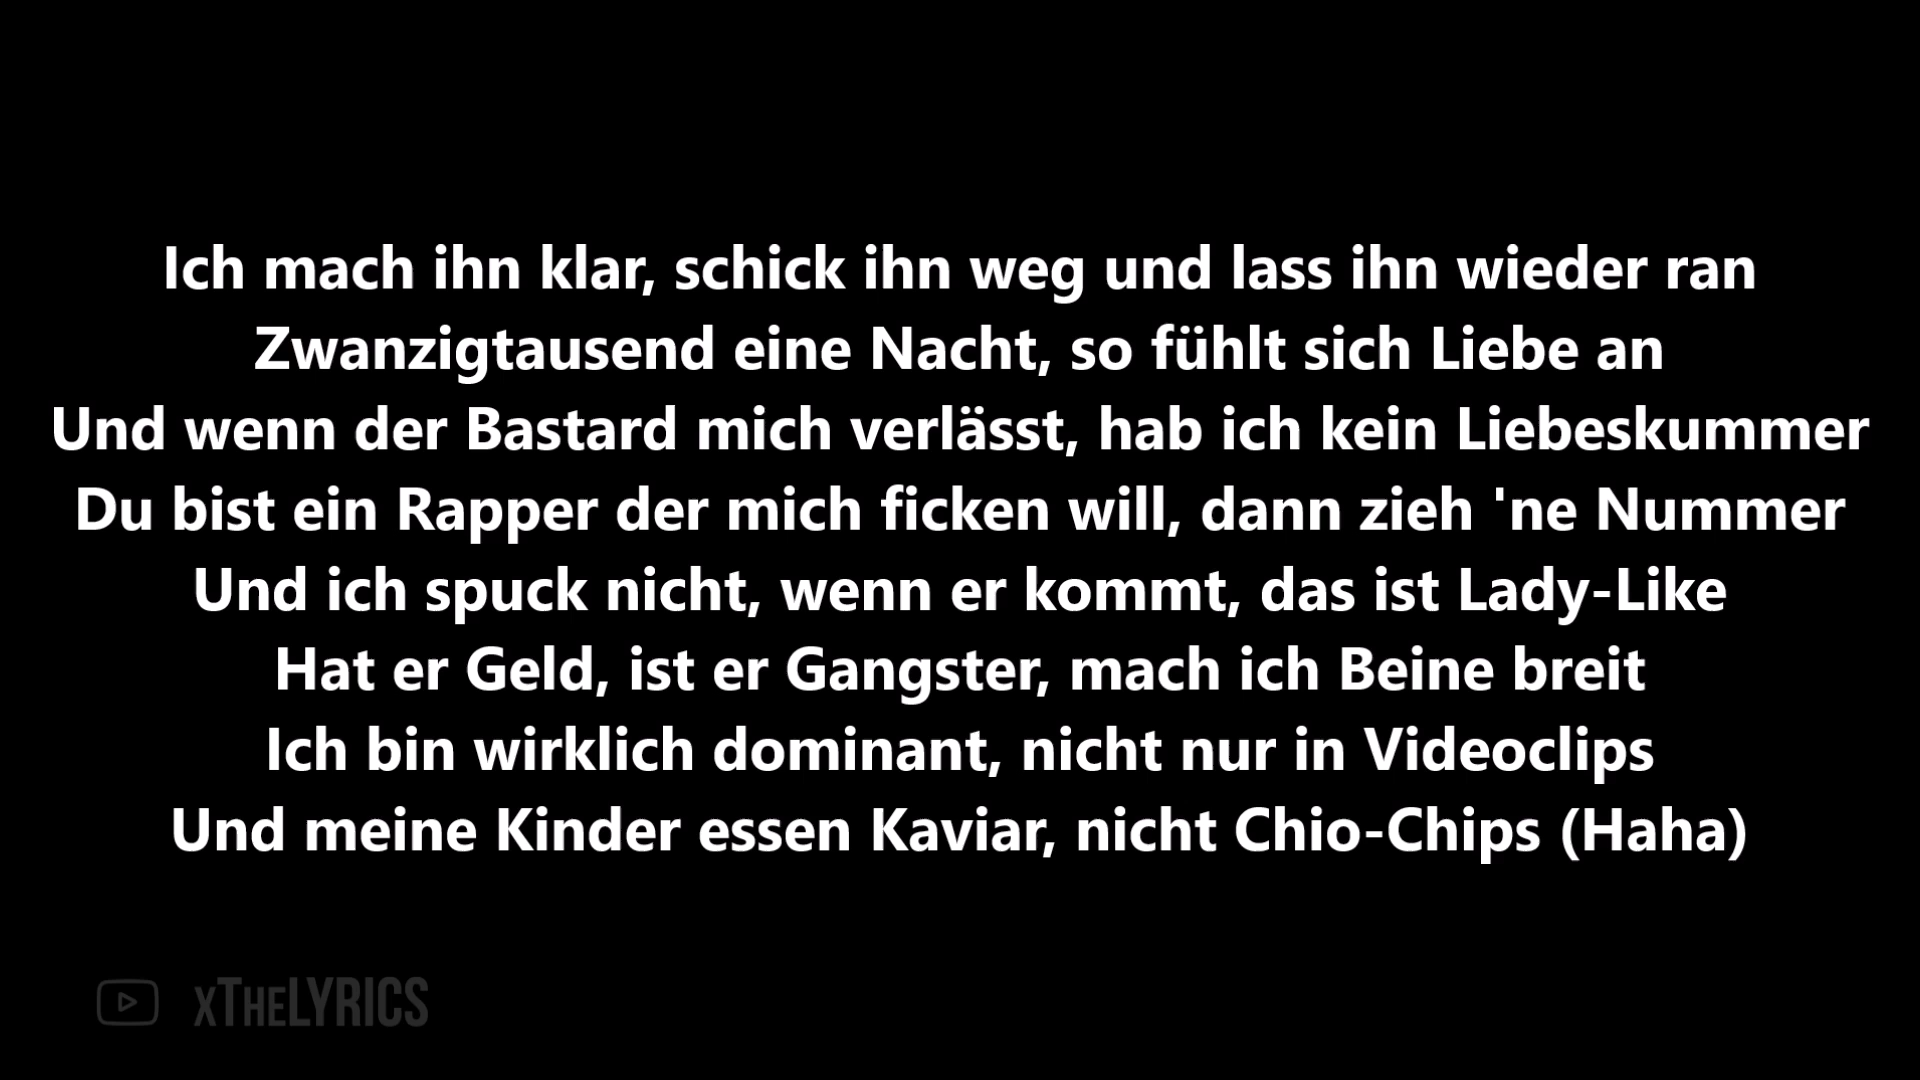 Ich mach ihn klar, schick ihn weg und lass ihn wieder ran
Zwanzigtausend eine Nacht, so fühlt sich Liebe an
Und wenn der Bastard mich verlässt, hab ich kein Liebeskummer
Du bist ein Rapper der mich ficken will, dann zieh 'ne Nummer
Und ich spuck nicht, wenn er kommt, das ist Lady-Like
Hat er Geld, ist er Gangster, mach ich Beine breit
Ich bin wirklich dominant, nicht nur in Videoclips
Und meine Kinder essen Kaviar, nicht Chio-Chips (Haha)
xTheLYRICS